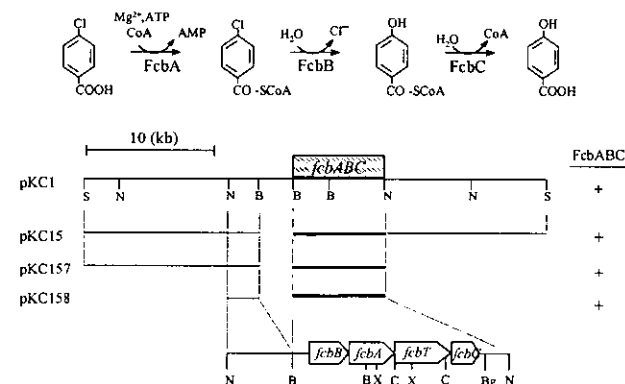 Cl Mg²⁺,ATP Cl OH OH
CoA AMP H₂O Cl⁻ H₂O CoA
FcbA FcbB FcbC
COOH CO -SCoA CO -SCoA COOH
10 (kb)
fcbABC FcbABC
pKC1 +
S N N B B B N N S
pKC15 +
pKC157 +
pKC158 +
fcbB fcbA fcbT fcbC
N B B X C X C Bg N